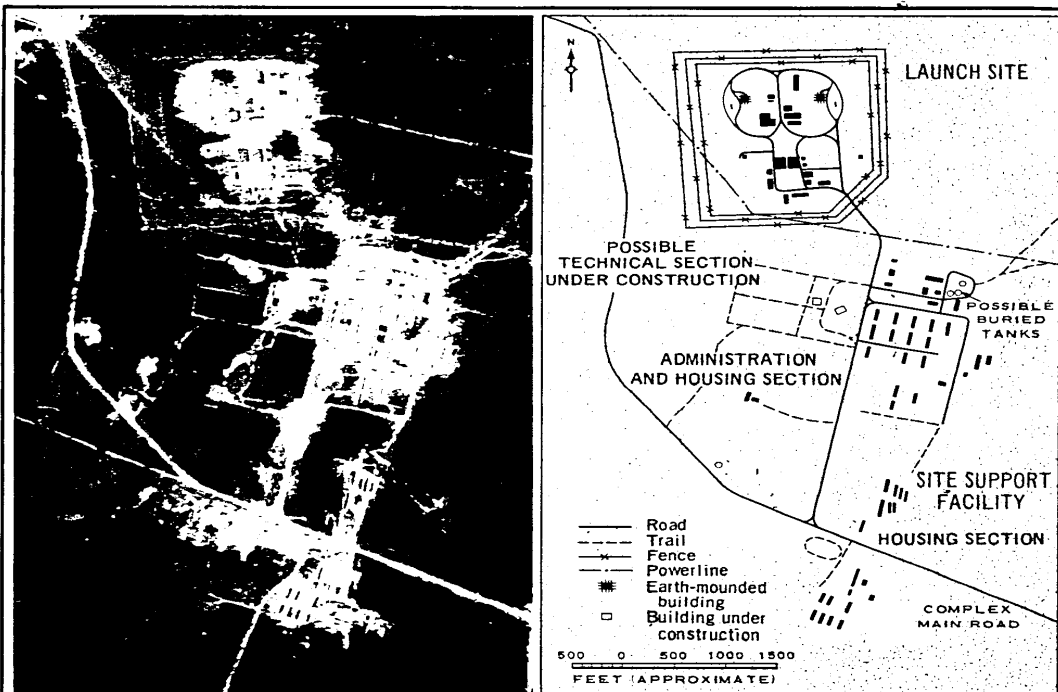 N
LAUNCH SITE
POSSIBLE
TECHNICAL SECTION
UNDER CONSTRUCTION
POSSIBLE
BURIED
TANKS
ADMINISTRATION
AND HOUSING SECTION
SITE SUPPORT
FACILITY
HOUSING SECTION
Road
Trail
Fence
Powerline
Earth-mounded
building
Building under
construction
COMPLEX
MAIN ROAD
500 0 500 1000 1500
FEET (APPROXIMATE)